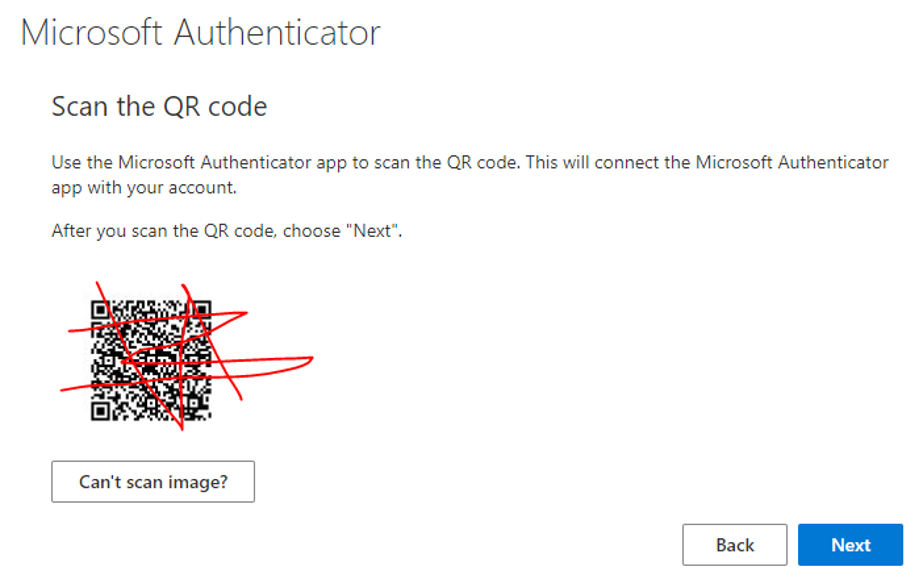 Microsoft Authenticator
Scan the QR code
Use the Microsoft Authenticator app to scan the QR code. This will connect the Microsoft Authenticator
app with your account.
After you scan the QR code, choose "Next".
Can't scan image?
Back
Next